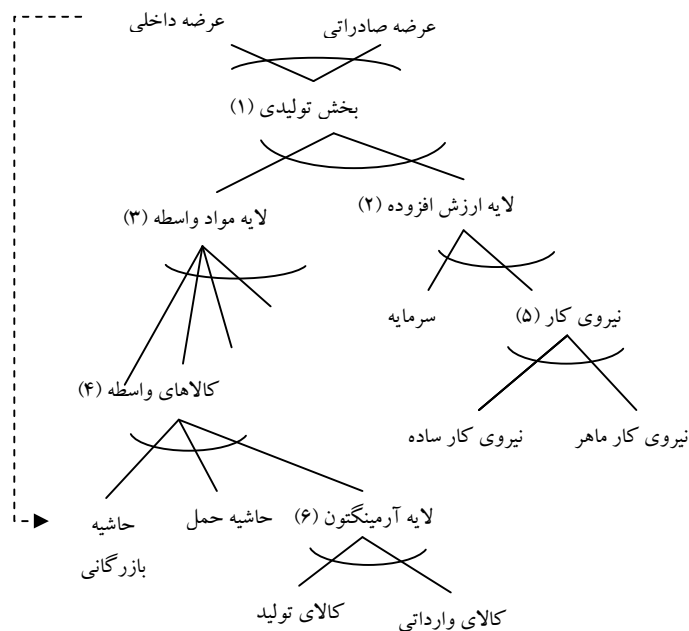 عرضه صادراتی
عرضه داخلی
بخش تولیدی (۱)
لایه ارزش افزوده (۲)
لایه مواد واسطه (۳)
نیروی کار (۵)
سرمایه
کالاهای واسطه (۴)
نیروی کار ماهر
نیروی کار ساده
لایه آرمینگتون (۶)
حاشیه حمل
حاشیه
بازرگانی
کالای وارداتی
کالای تولید